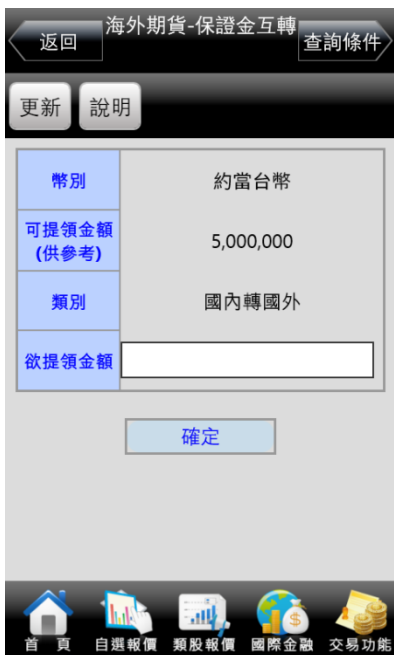 返回
海外期貨-保證金互轉
查詢條件
更新
說明
幣別
約當台幣
可提領金額
(供參考)
5,000,000
類別
國內轉國外
欲提領金額
確定
首 頁
自選報價
類股報價
國際金融
交易功能